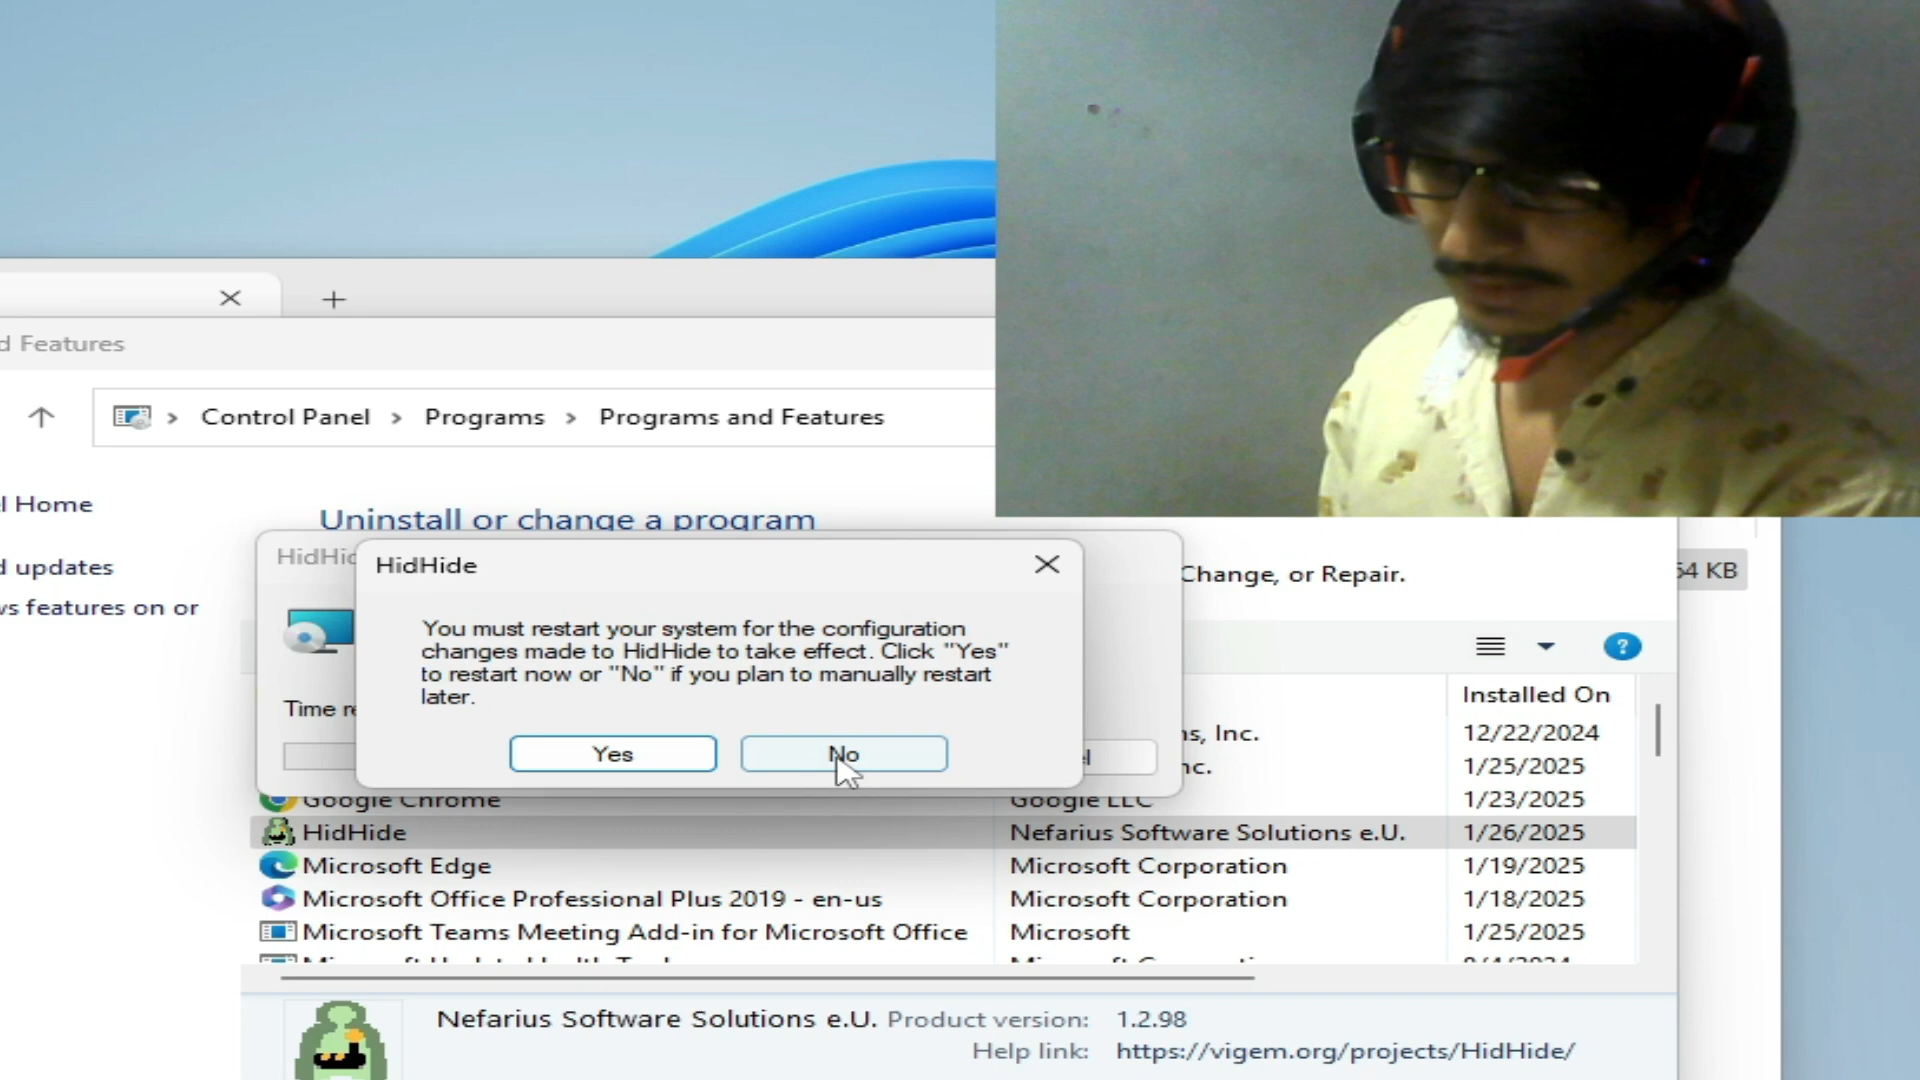 d Features
Control Panel > Programs > Programs and Features
l Home
Uninstall or change a program
d updates
ws features on or
HidHide
You must restart your system for the configuration
changes made to HidHide to take effect. Click "Yes"
to restart now or "No" if you plan to manually restart
later.
Yes
No
Time re
Change, or Repair.
54 KB
Installed On
ns, Inc. 12/22/2024
nc. 1/25/2025
Google Chrome Google LLC 1/23/2025
HidHide Nefarius Software Solutions e.U. 1/26/2025
Microsoft Edge Microsoft Corporation 1/19/2025
Microsoft Office Professional Plus 2019 - en-us Microsoft Corporation 1/18/2025
Microsoft Teams Meeting Add-in for Microsoft Office Microsoft 1/25/2025
Nefarius Software Solutions e.U. Product version: 1.2.98
Help link: https://vigem.org/projects/HidHide/